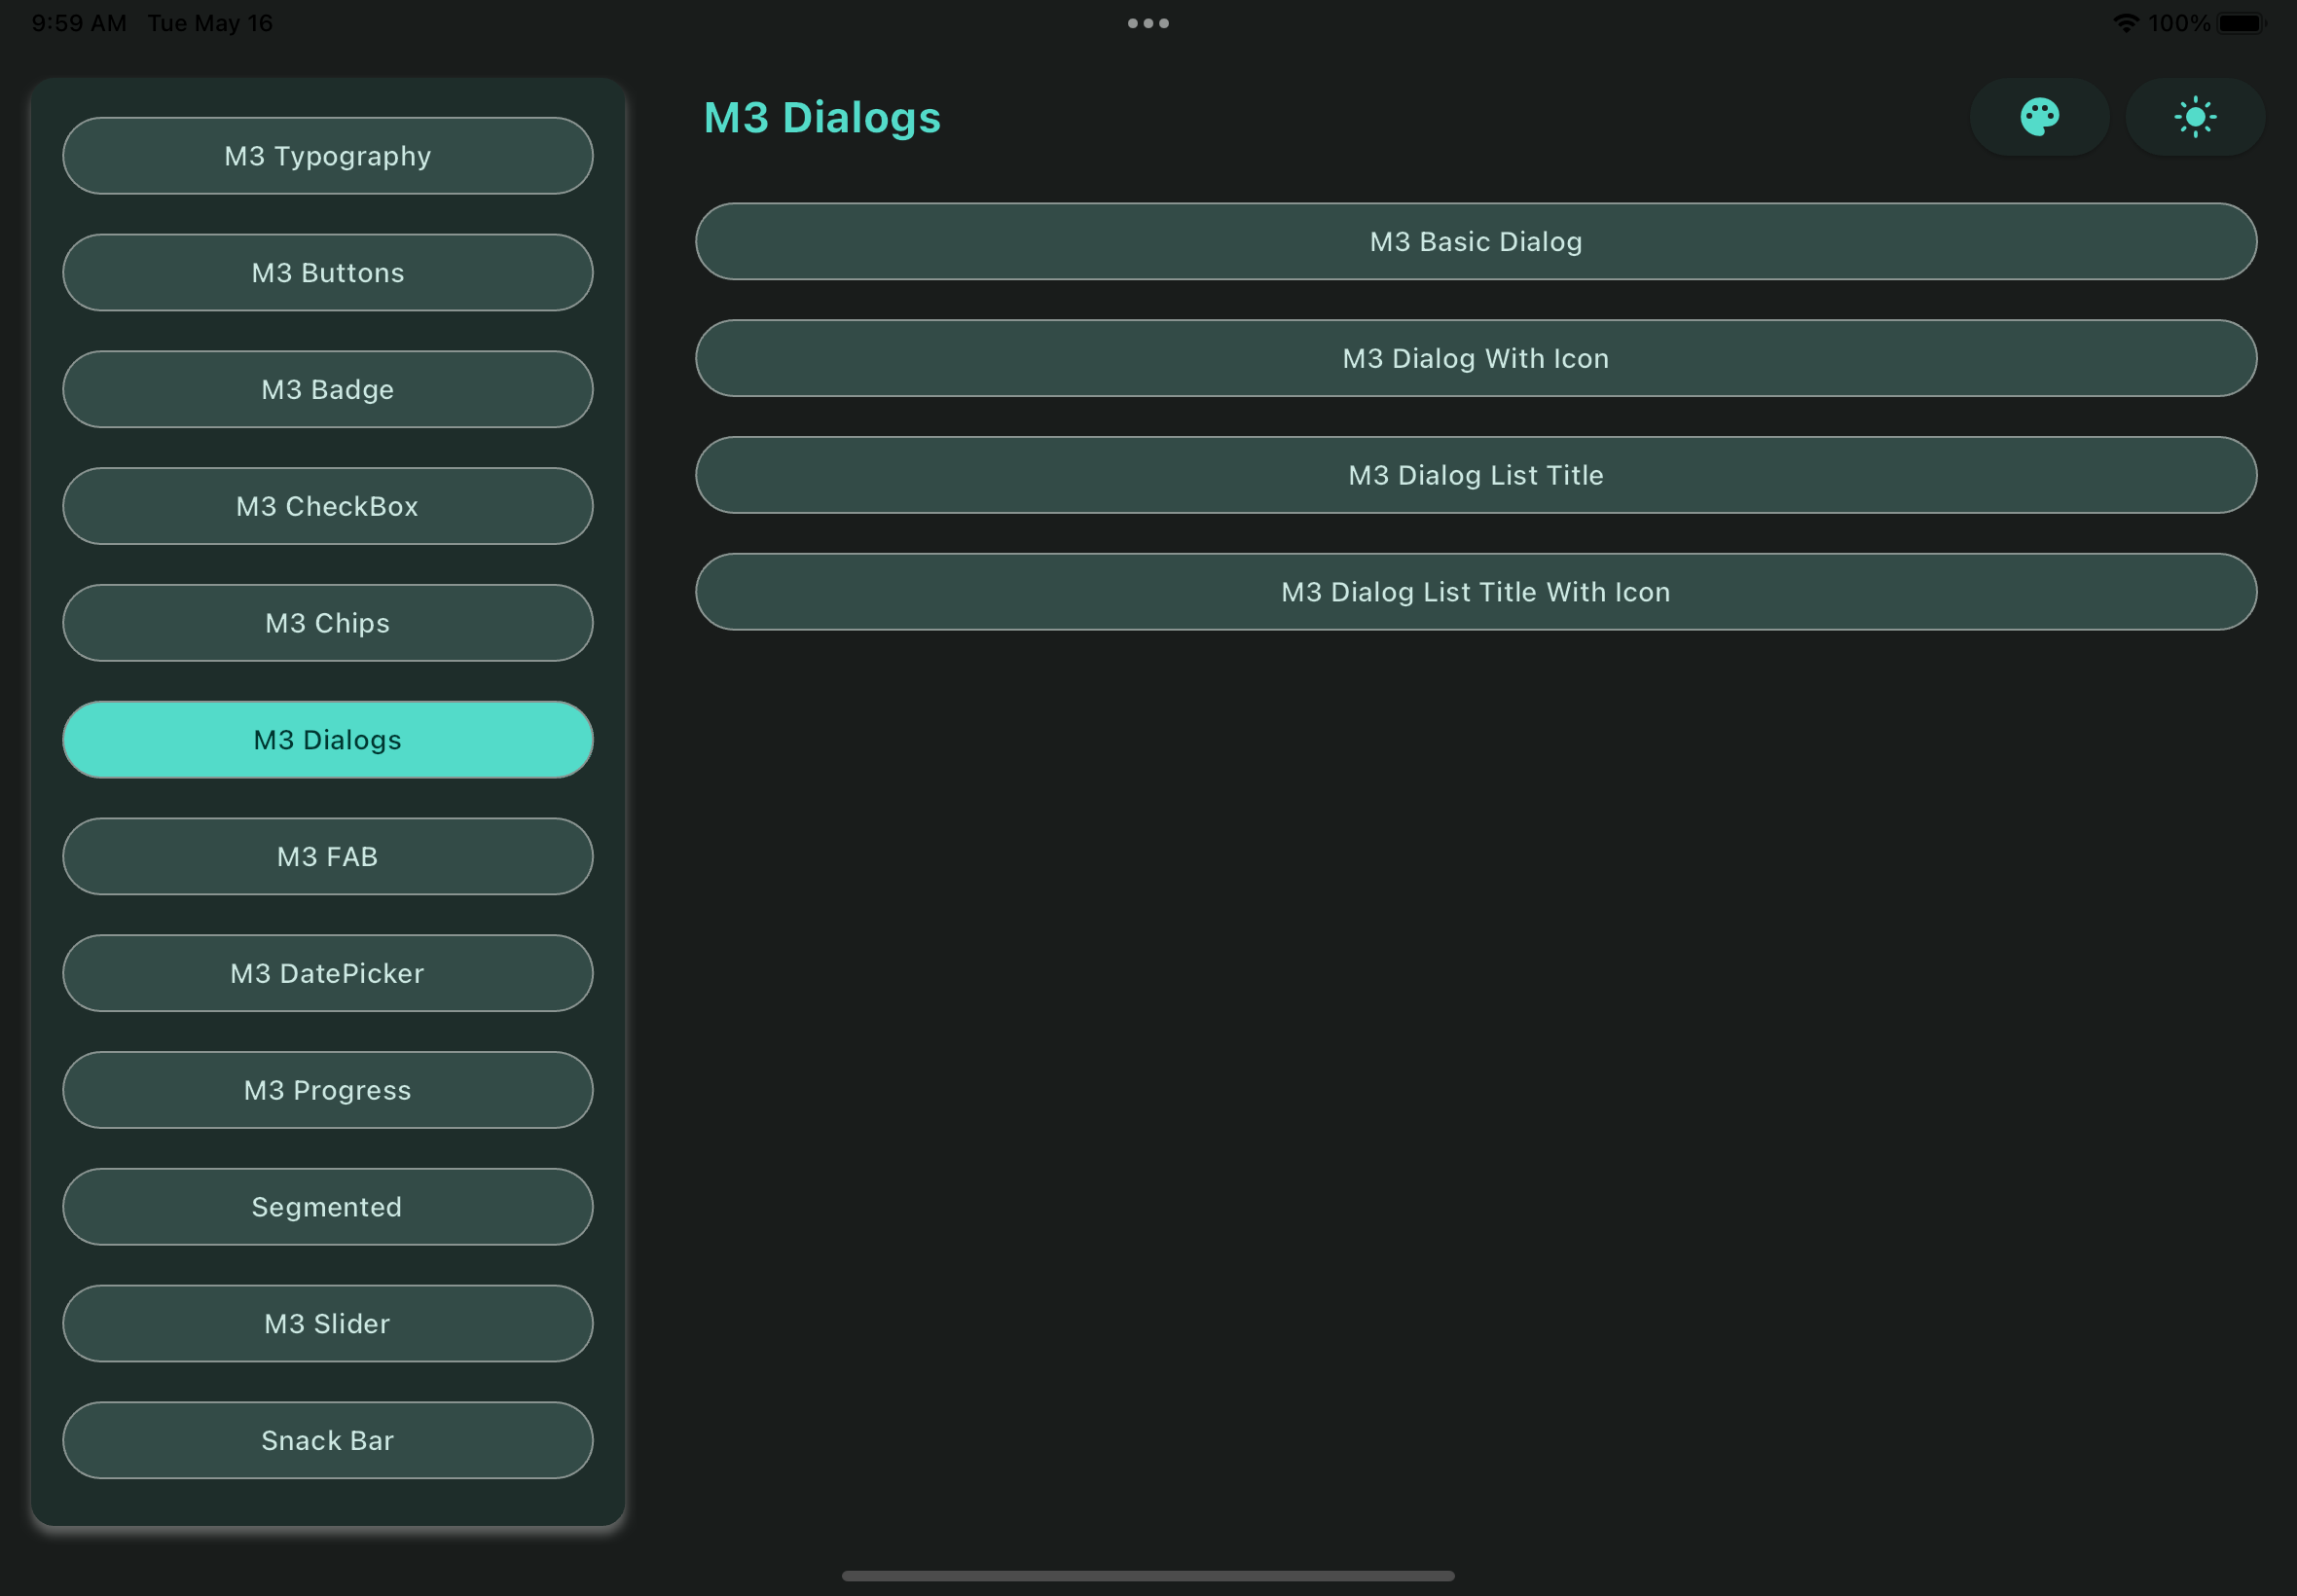 9:59 AM Tue May 16
100%
M3 Typography
M3 Buttons
M3 Badge
M3 CheckBox
M3 Chips
M3 Dialogs
M3 FAB
M3 DatePicker
M3 Progress
Segmented
M3 Slider
Snack Bar
M3 Dialogs
M3 Basic Dialog
M3 Dialog With Icon
M3 Dialog List Title
M3 Dialog List Title With Icon